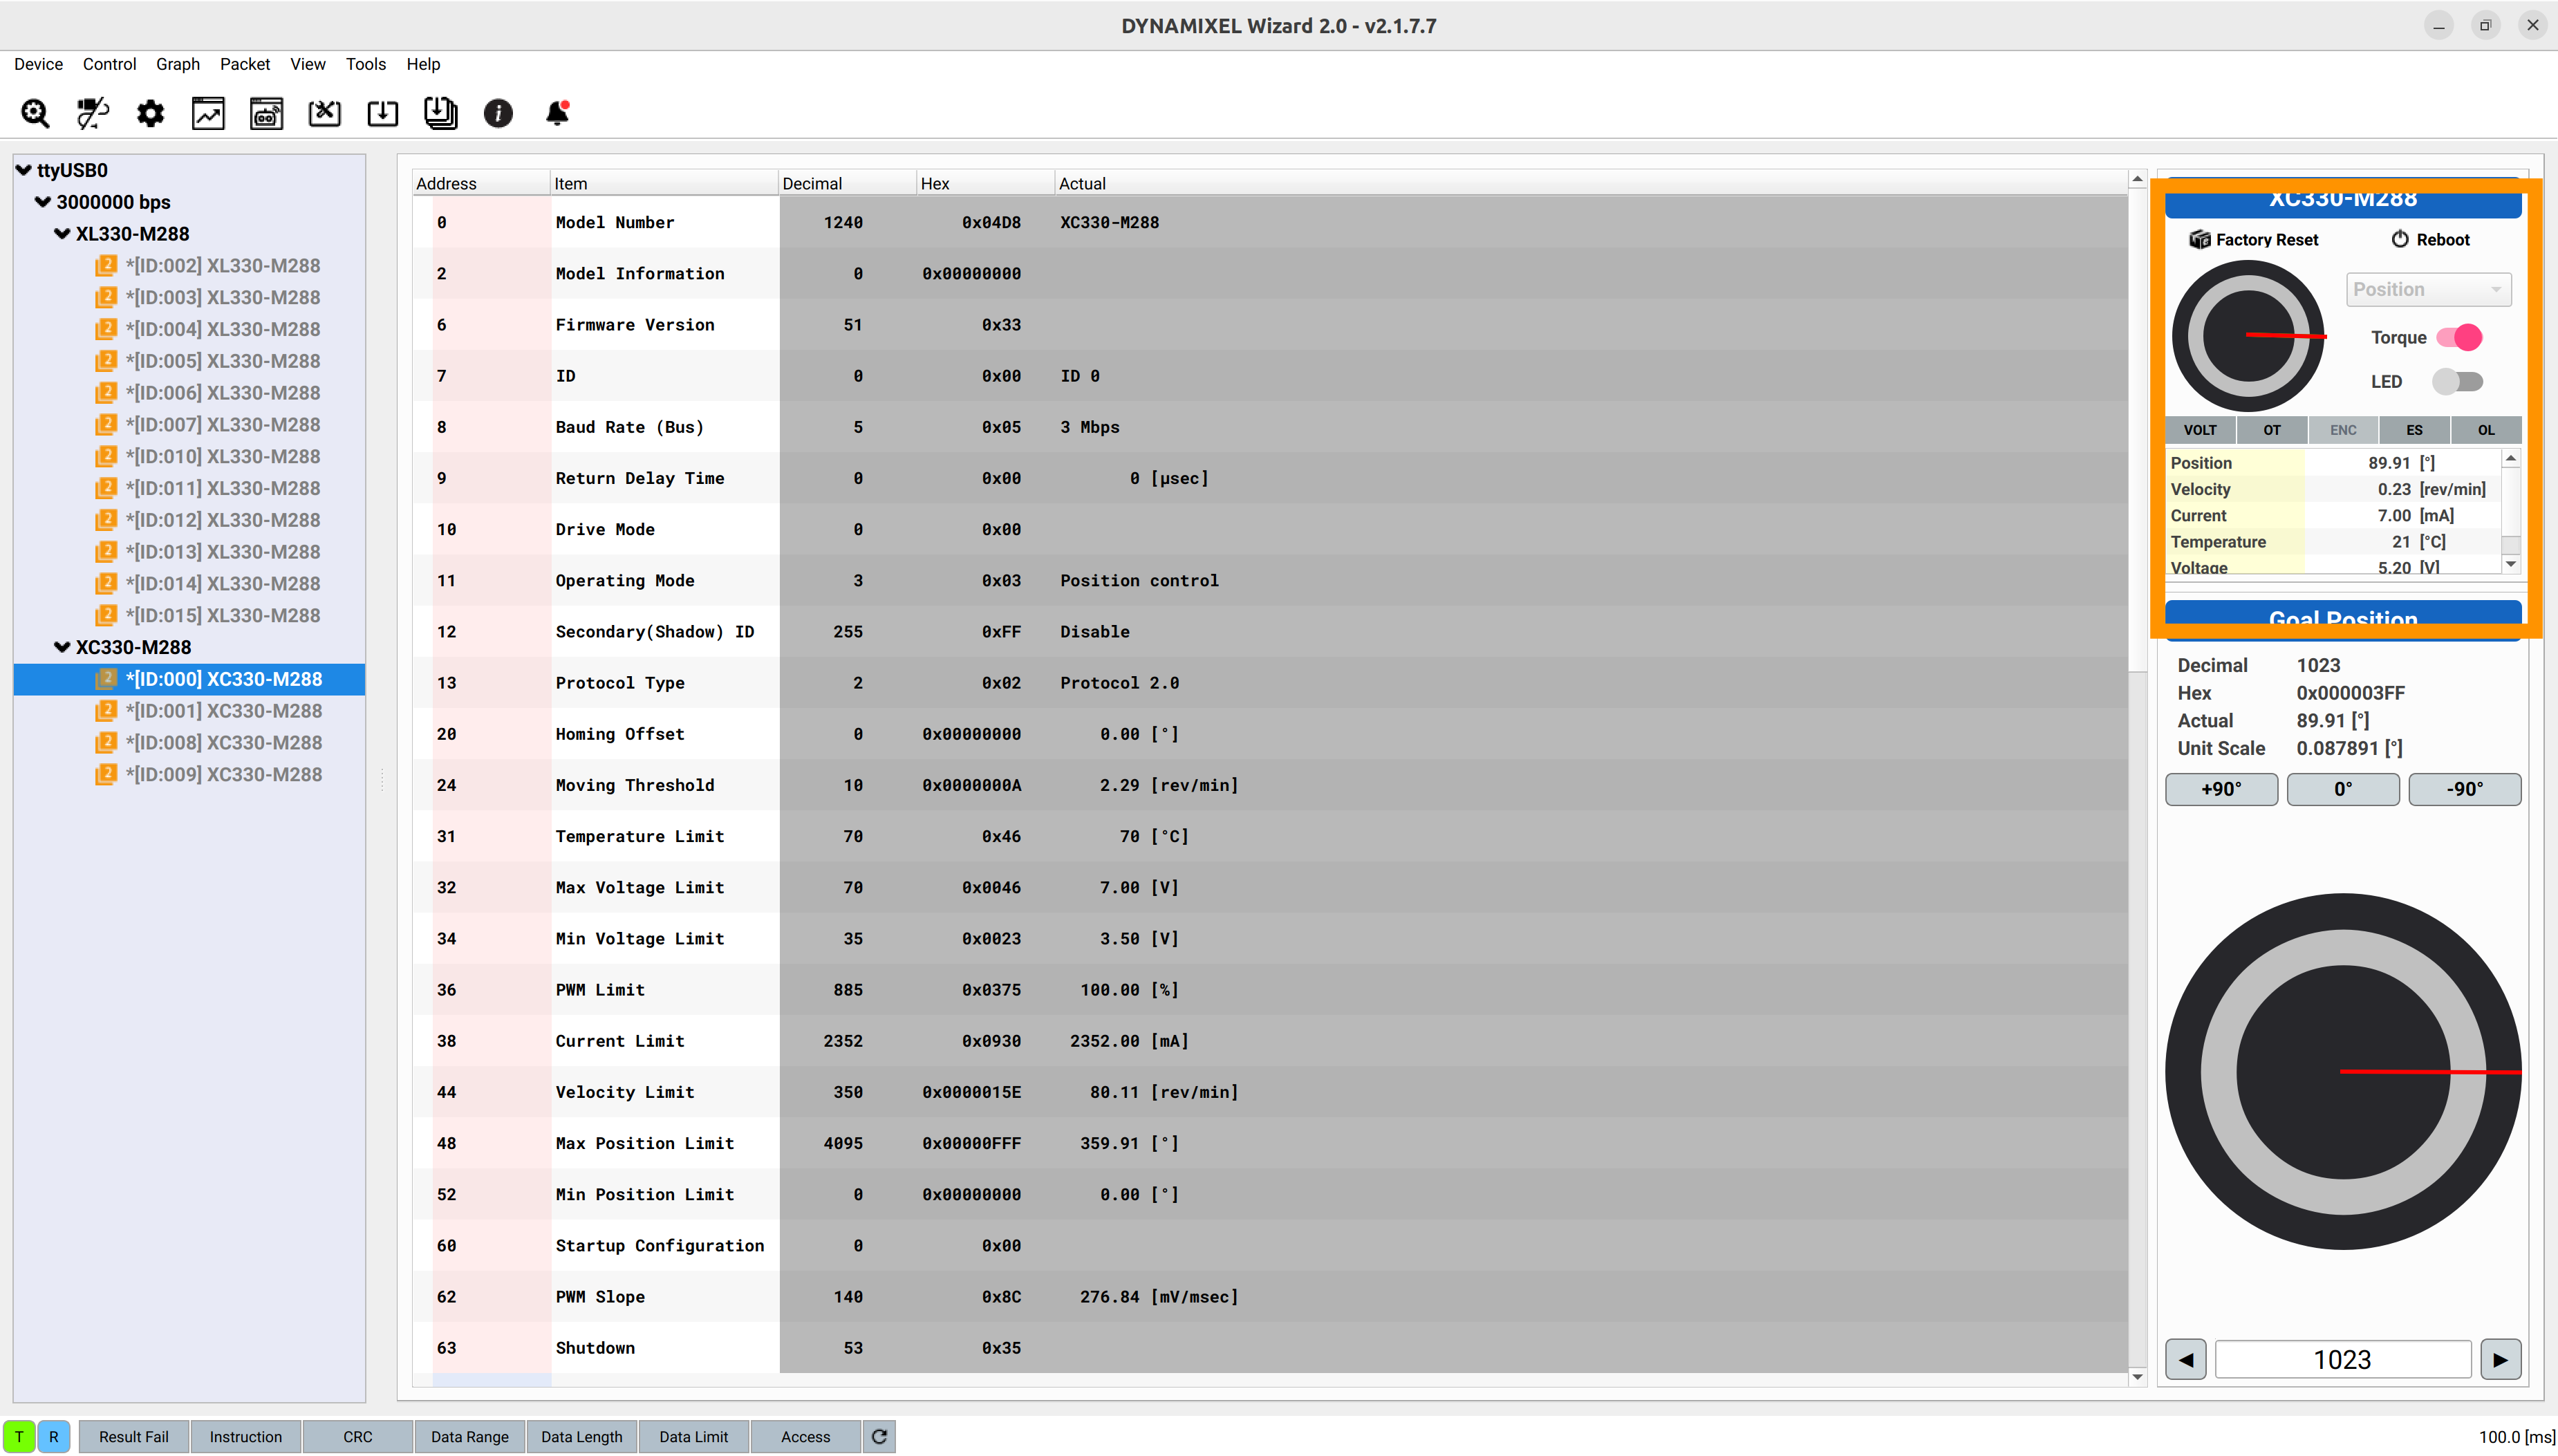 DYNAMIXEL Wizard 2.0 - v2.1.7.7
Device Control Graph Packet View Tools Help
ttyUSB0
3000000 bps
XL330-M288
2 *[ID:002] XL330-M288
2 *[ID:003] XL330-M288
2 *[ID:004] XL330-M288
2 *[ID:005] XL330-M288
2 *[ID:006] XL330-M288
2 *[ID:007] XL330-M288
2 *[ID:010] XL330-M288
2 *[ID:011] XL330-M288
2 *[ID:012] XL330-M288
2 *[ID:013] XL330-M288
2 *[ID:014] XL330-M288
2 *[ID:015] XL330-M288
XC330-M288
2 *[ID:000] XC330-M288
2 *[ID:001] XC330-M288
2 *[ID:008] XC330-M288
2 *[ID:009] XC330-M288
Address Item Decimal Hex Actual
0 Model Number 1240 0x04D8 XC330-M288
2 Model Information 0 0x00000000
6 Firmware Version 51 0x33
7 ID 0 0x00 ID 0
8 Baud Rate (Bus) 5 0x05 3 Mbps
9 Return Delay Time 0 0x00 0 [μsec]
10 Drive Mode 0 0x00
11 Operating Mode 3 0x03 Position control
12 Secondary(Shadow) ID 255 0xFF Disable
13 Protocol Type 2 0x02 Protocol 2.0
20 Homing Offset 0 0x00000000 0.00 [°]
24 Moving Threshold 10 0x0000000A 2.29 [rev/min]
31 Temperature Limit 70 0x46 70 [°C]
32 Max Voltage Limit 70 0x0046 7.00 [V]
34 Min Voltage Limit 35 0x0023 3.50 [V]
36 PWM Limit 885 0x0375 100.00 [%]
38 Current Limit 2352 0x0930 2352.00 [mA]
44 Velocity Limit 350 0x0000015E 80.11 [rev/min]
48 Max Position Limit 4095 0x00000FFF 359.91 [°]
52 Min Position Limit 0 0x00000000 0.00 [°]
60 Startup Configuration 0 0x00
62 PWM Slope 140 0x8C 276.84 [mV/msec]
63 Shutdown 53 0x35
XC330-M288
Factory Reset Reboot
Position
Torque
LED
VOLT OT ENC ES OL
Position 89.91 [°]
Velocity 0.23 [rev/min]
Current 7.00 [mA]
Temperature 21 [°C]
Voltage 5.20 [V]
Goal Position
Decimal 1023
Hex 0x000003FF
Actual 89.91 [°]
Unit Scale 0.087891 [°]
+90° 0° -90°
1023
T R Result Fail Instruction CRC Data Range Data Length Data Limit Access 100.0 [ms]